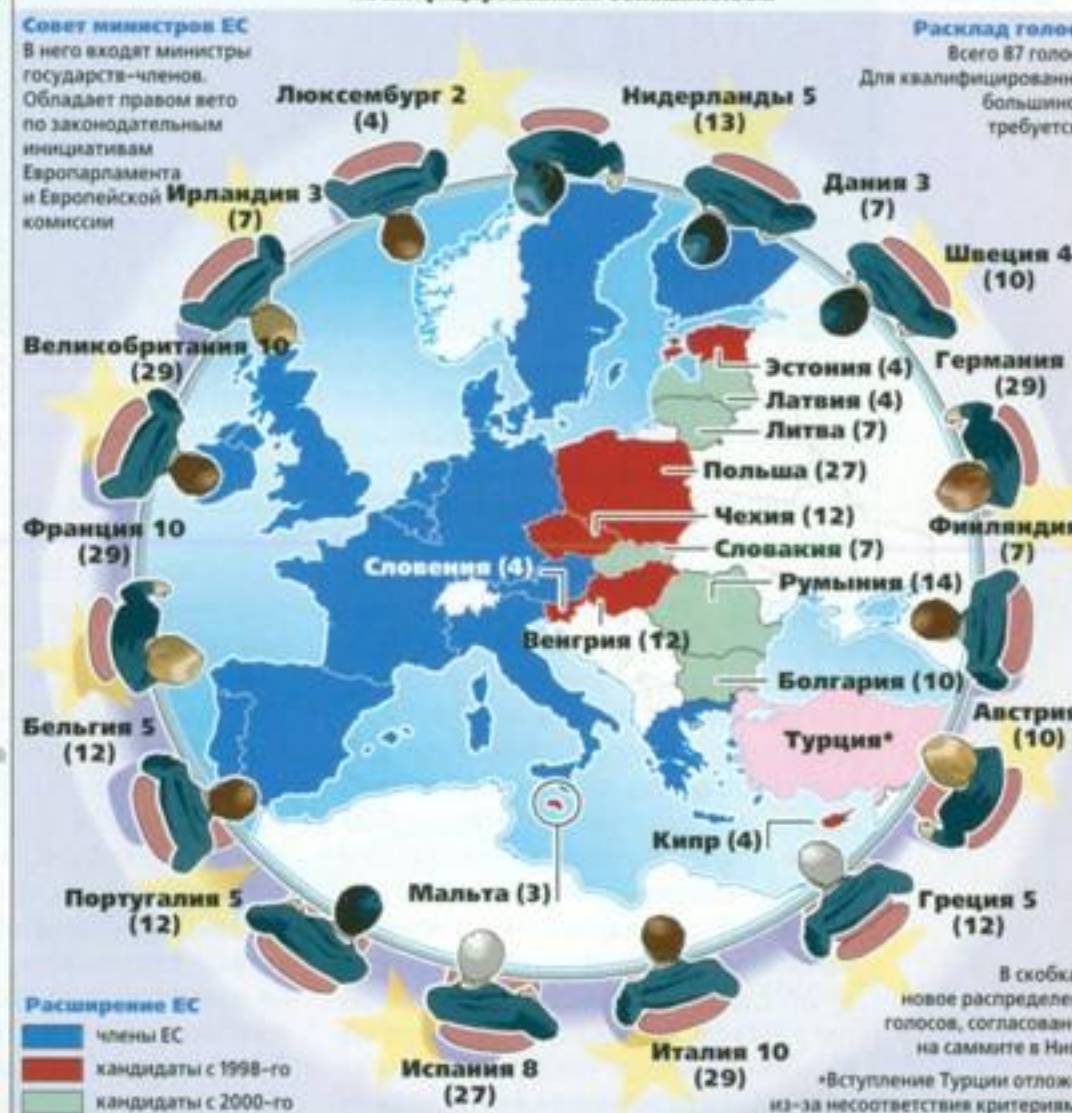 Совет министров ЕС
В него входят министры
государств-членов.
Обладает правом вето
по законодательным
инициативам
Европарламента
и Европейской
комиссии
Расклад голос
Всего 87 голо
Для квалифицированн
большино
требуетс
Люксембург 2
(4)
Нидерланды 5
(13)
Ирландия 3
(7)
Дания 3
(7)
Швеция 4
(10)
Великобритания 10
(29)
Германия
(29)
Эстония (4)
Латвия (4)
Литва (7)
Польша (27)
Чехия (12)
Франция 10
(29)
Финляндия
(7)
Словакия (7)
Словения (4)
Румыния (14)
Венгрия (12)
Болгария (10)
Бельгия 5
(12)
Турция*
Австрия
(10)
Кипр (4)
Мальта (3)
Португалия 5
(12)
Греция 5
(12)
Испания 8
(27)
Италия 10
(29)
Расширение ЕС
члены ЕС
кандидаты с 1998-го
кандидаты с 2000-го
В скобка
новое распределе
голосов, согласован
на саммите в Ни
*Вступление Турции отлож
из-за несоответствия критериям